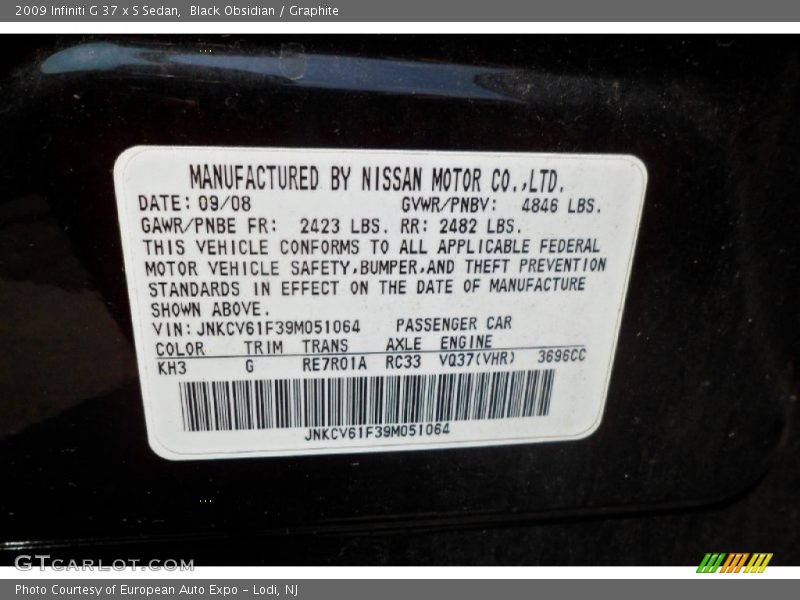 2009 Infiniti G 37 x S Sedan, Black Obsidian / Graphite
MANUFACTURED BY NISSAN MOTOR CO.,LTD.
DATE: 09/08 GVWR/PNBV: 4846 LBS.
GAWR/PNBE FR: 2423 LBS. RR: 2482 LBS.
THIS VEHICLE CONFORMS TO ALL APPLICABLE FEDERAL
MOTOR VEHICLE SAFETY,BUMPER,AND THEFT PREVENTION
STANDARDS IN EFFECT ON THE DATE OF MANUFACTURE
SHOWN ABOVE.
VIN: JNKCV61F39M051064 PASSENGER CAR
COLOR TRIM TRANS AXLE ENGINE
KH3 G RE7R01A RC33 VQ37(VHR) 3696CC
JNKCV61F39M051064
GTcarlot.com
Photo Courtesy of European Auto Expo - Lodi, NJ